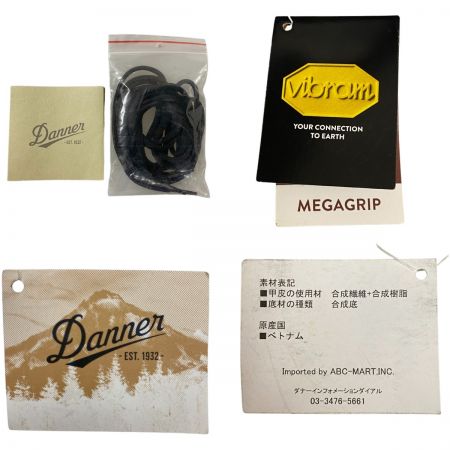 Danner
- EST. 1932 -
vibram
YOUR CONNECTION
TO EARTH
MEGAGRIP
Danner
- EST. 1932 -
素材表記
■甲皮の使用材　合成繊維+合成樹脂
■底材の種類　合成底
原産国
■ベトナム
Imported by ABC-MART,INC.
ダナーインフォメーションダイアル
03-3476-5661